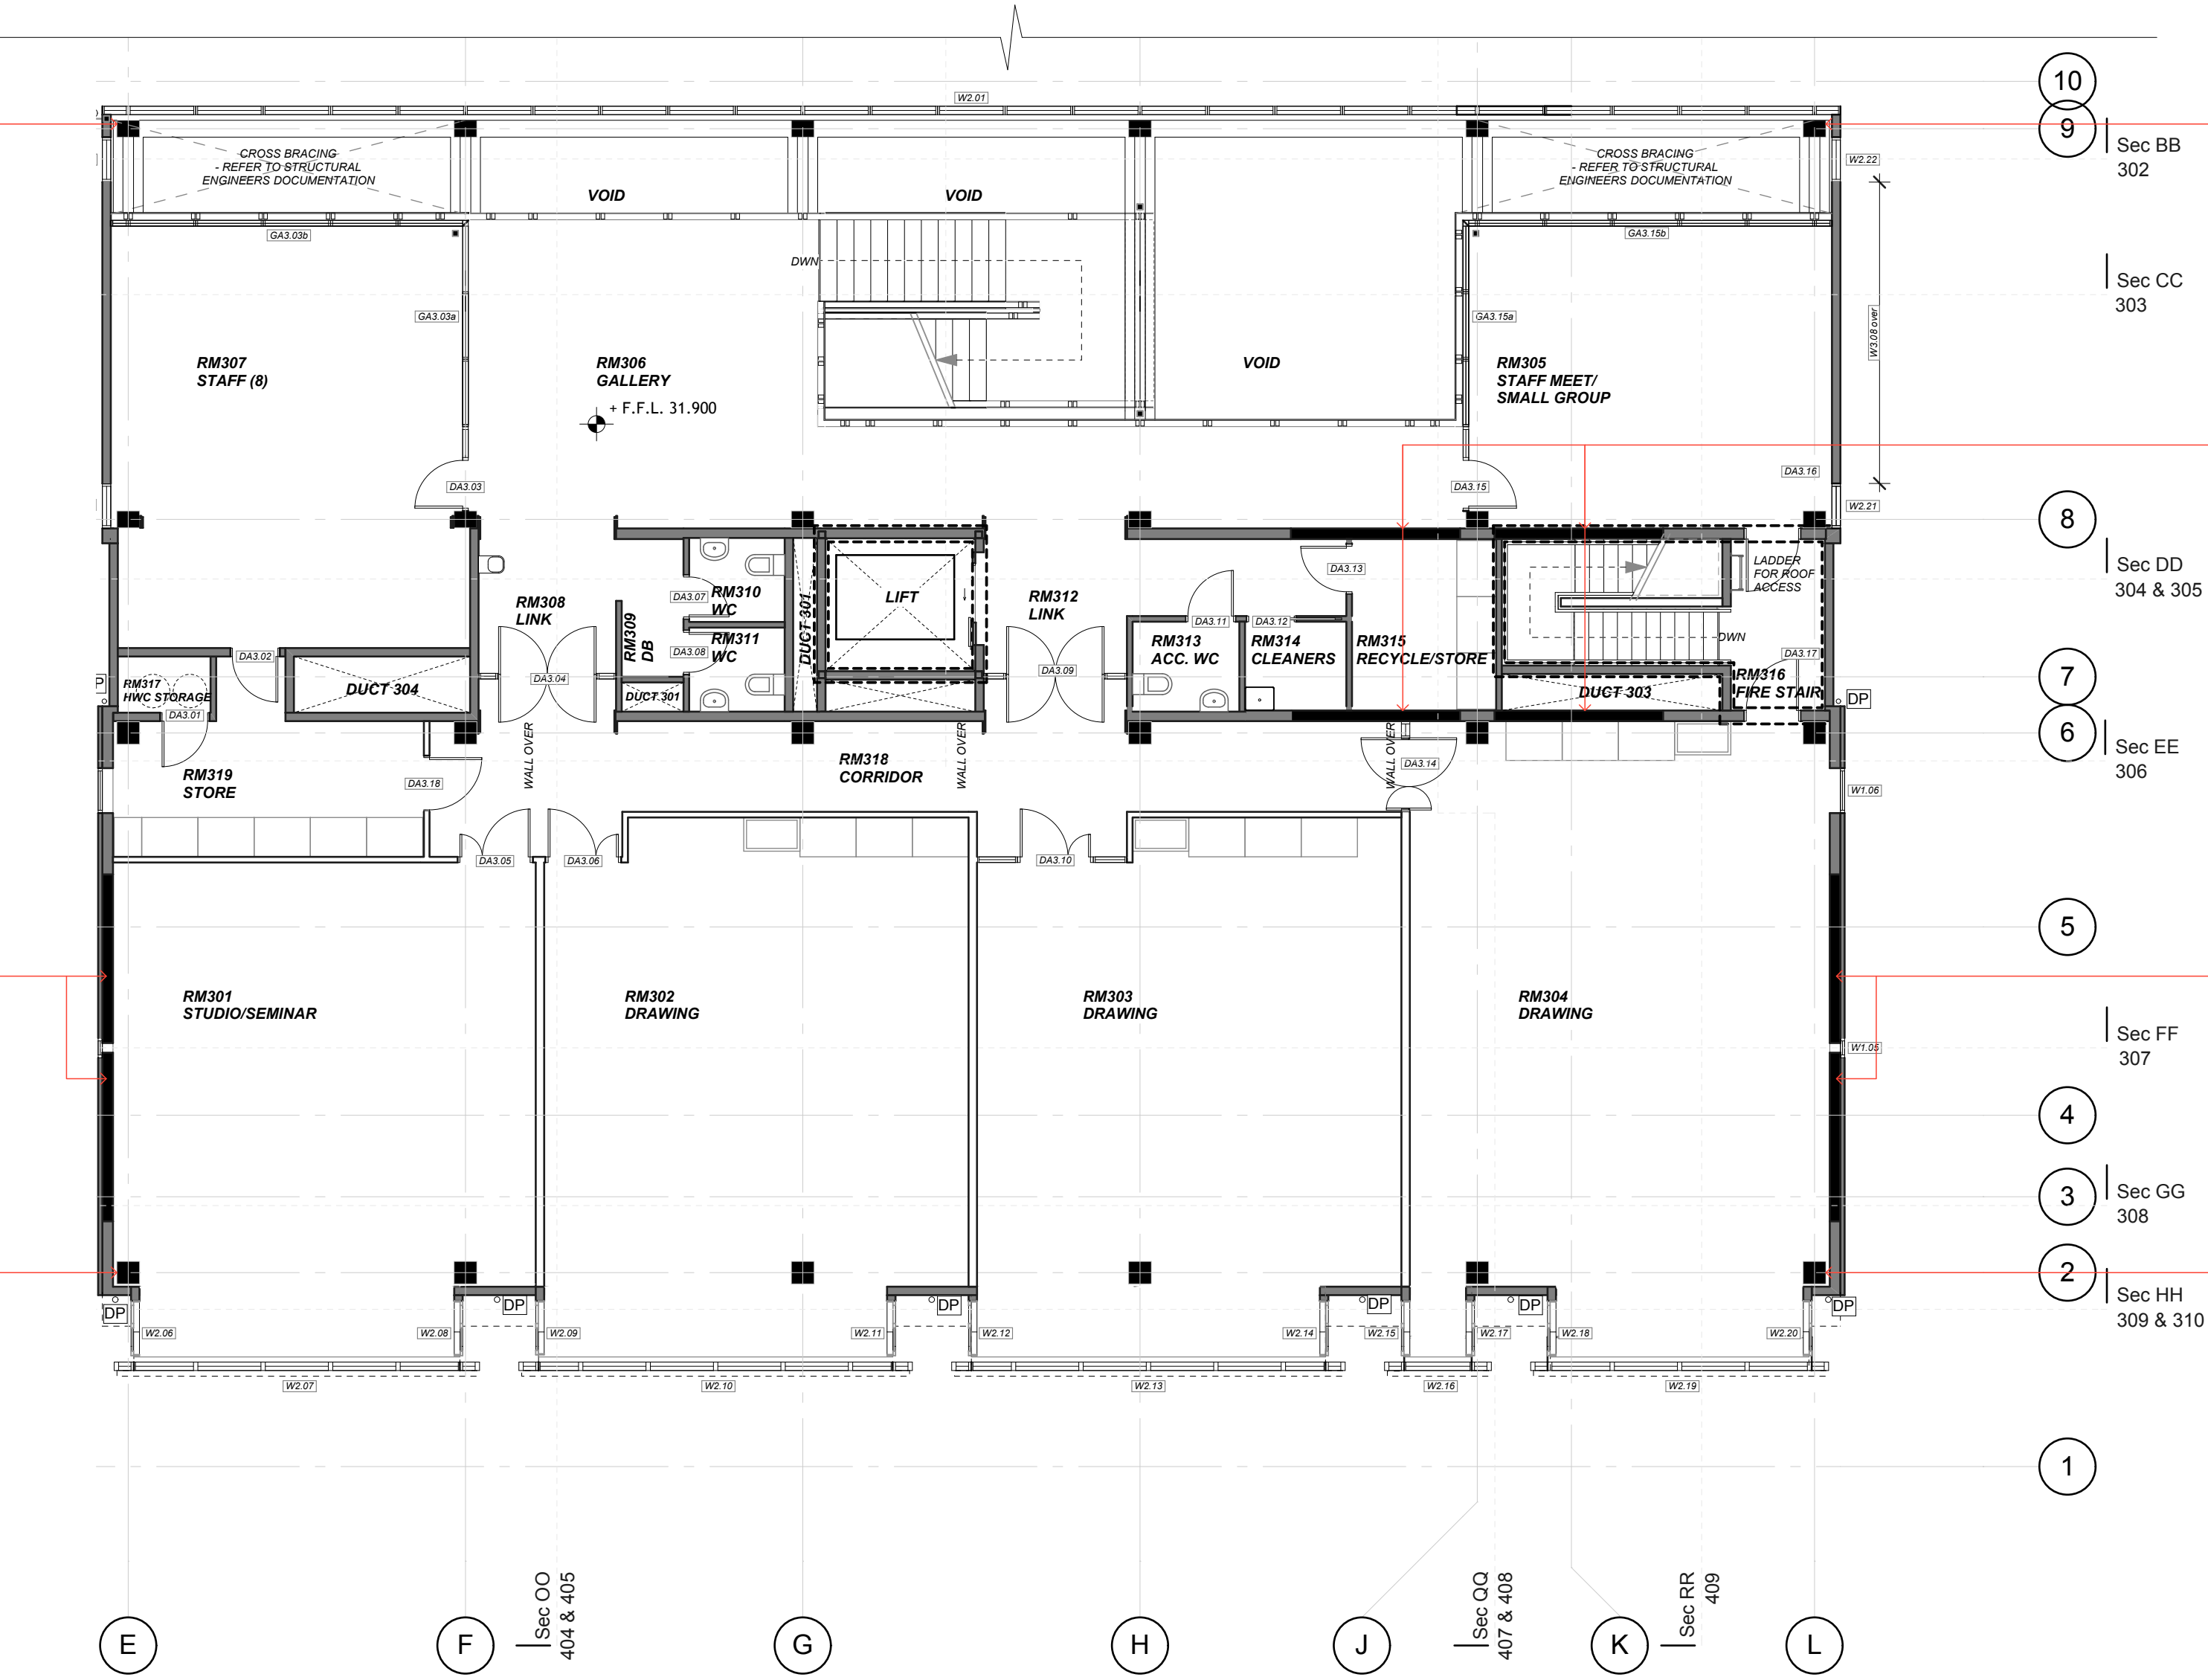 10
W2.01
9
Sec BB
302
CROSS BRACING
- REFER TO STRUCTURAL
ENGINEERS DOCUMENTATION
VOID
VOID
CROSS BRACING
- REFER TO STRUCTURAL
ENGINEERS DOCUMENTATION
W2.22
GA3.03b
GA3.15b
DWN
Sec CC
303
GA3.03a
GA3.15a
W3.08 over
RM307
STAFF (8)
RM306
GALLERY
+ F.F.L. 31.900
VOID
RM305
STAFF MEET/
SMALL GROUP
DA3.03
DA3.15
DA3.16
W2.21
8
Sec DD
304 & 305
LADDER
FOR ROOF
ACCESS
DA3.13
RM308
LINK
DA3.07
RM310
WC
RM309
DB
DA3.08
RM311
WC
DUCT 301
LIFT
RM312
LINK
DA3.11
DA3.12
RM313
ACC. WC
RM314
CLEANERS
RM315
RECYCLE/STORE
DWN
DA3.17
DA3.02
RM317
HWC STORAGE
DUCT 304
DA3.04
DUCT 301
DA3.09
DUCT 303
RM316
FIRE STAIR
7
P
DP
DA3.01
6
Sec EE
306
WALL OVER
WALL OVER
WALL OVER
RM319
STORE
DA3.18
RM318
CORRIDOR
DA3.14
W1.06
DA3.05
DA3.06
DA3.10
5
RM301
STUDIO/SEMINAR
RM302
DRAWING
RM303
DRAWING
RM304
DRAWING
W1.05
Sec FF
307
4
3
Sec GG
308
2
Sec HH
309 & 310
DP
DP
DP
DP
DP
DP
W2.06
W2.08
W2.09
W2.11
W2.12
W2.14
W2.15
W2.17
W2.18
W2.20
W2.07
W2.10
W2.13
W2.16
W2.19
1
E
F
Sec OO
404 & 405
G
H
J
Sec QQ
407 & 408
K
Sec RR
409
L